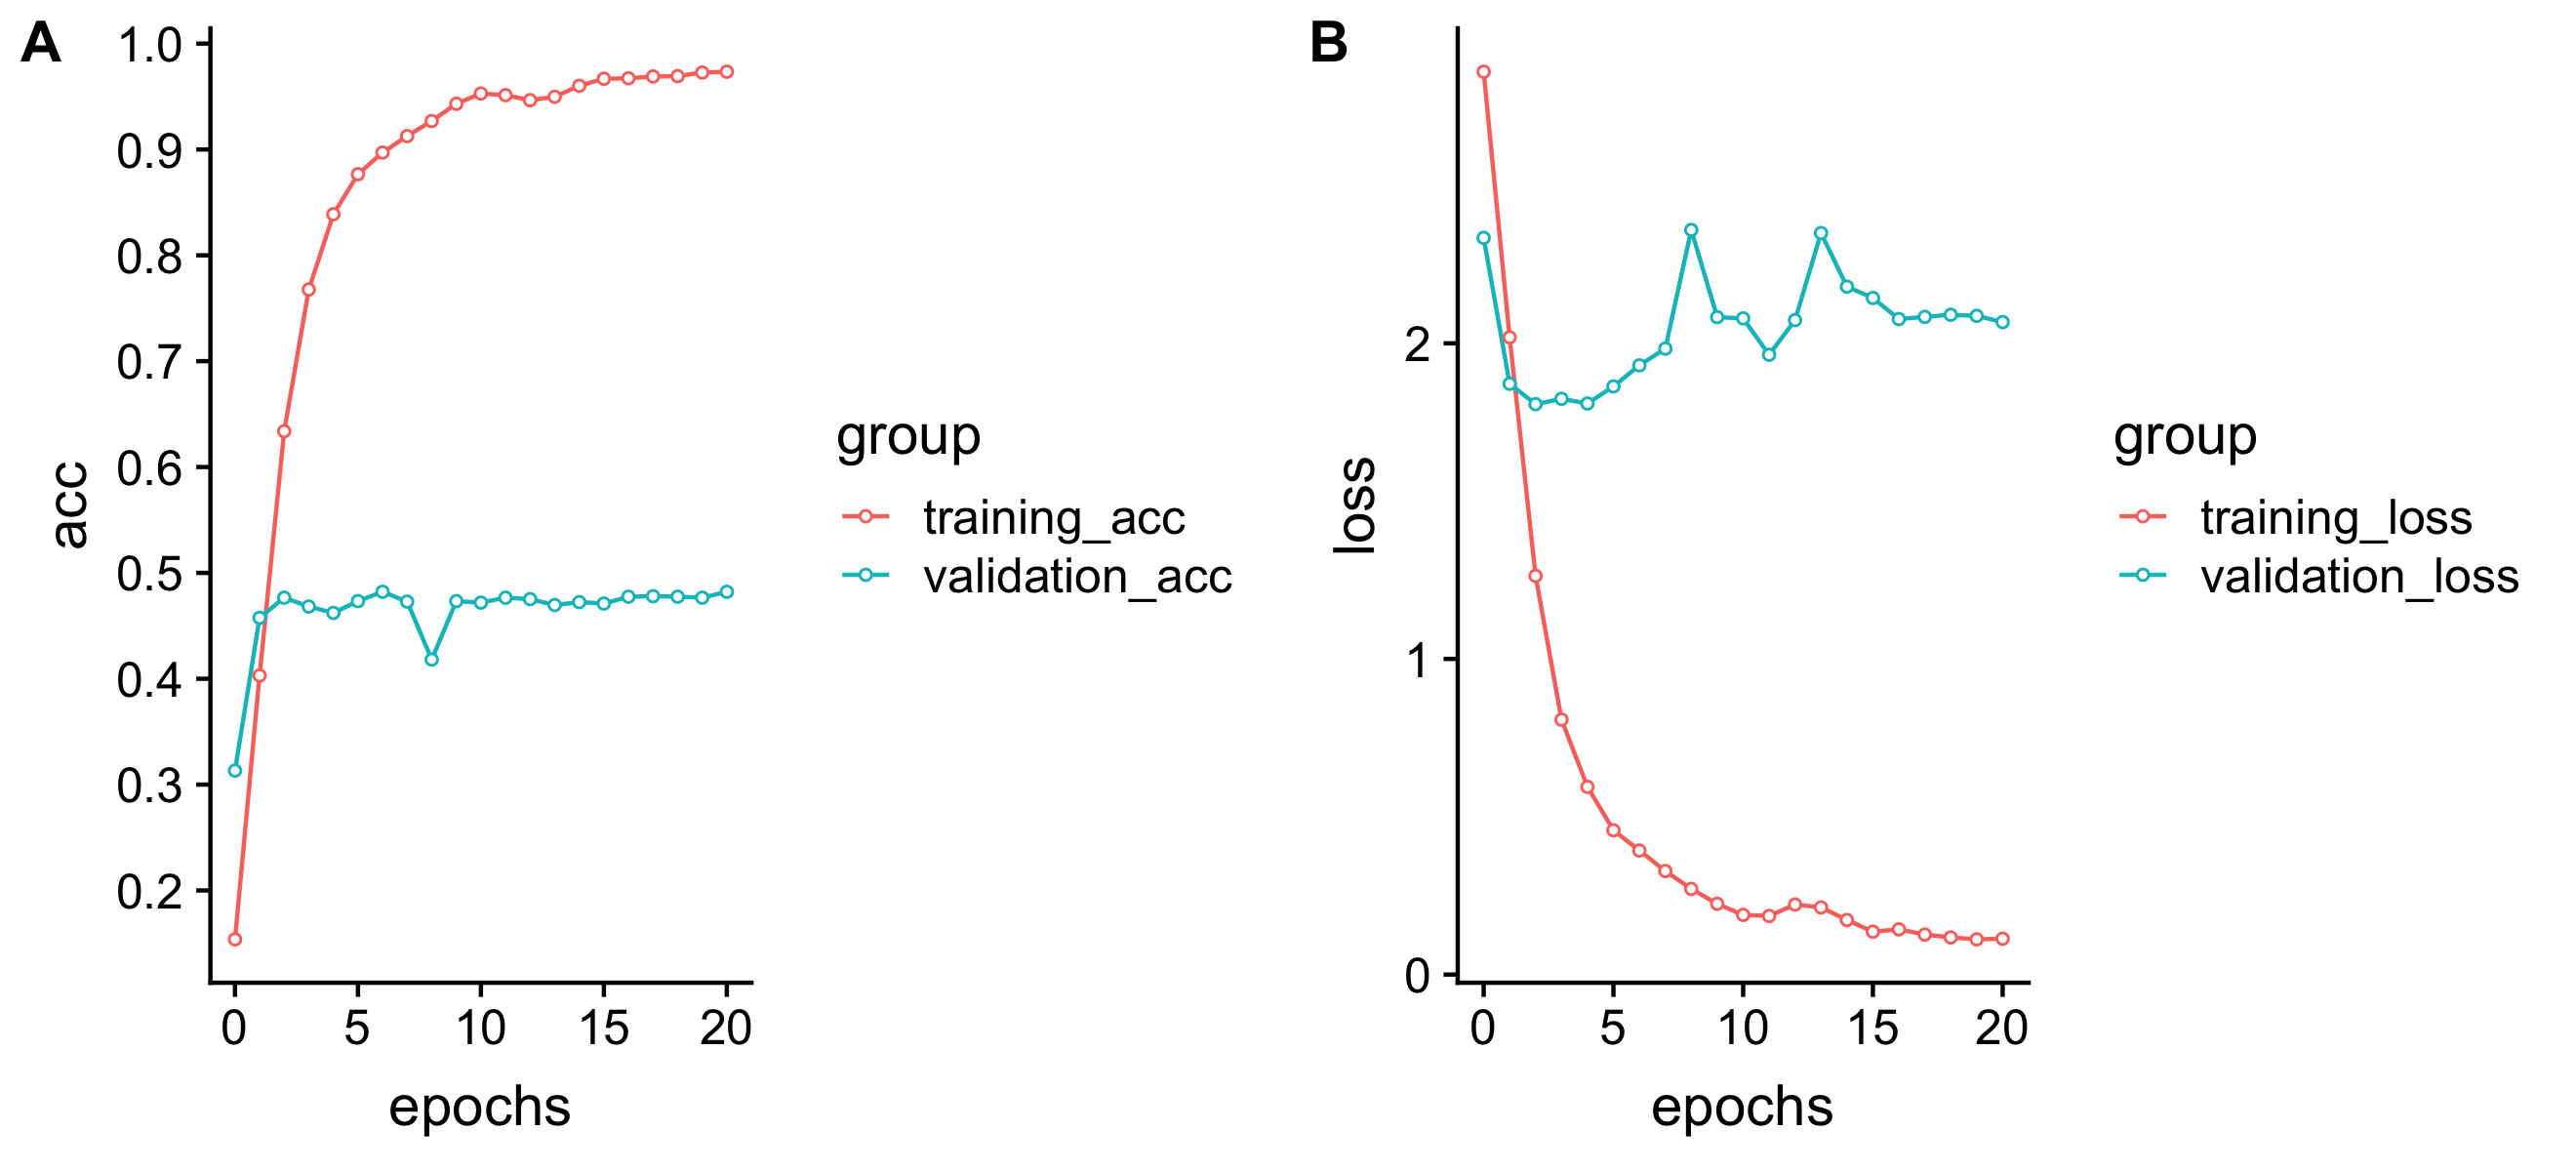 A
1.0
0.9
0.8
0.7
0.6
0.5
0.4
0.3
0.2
acc
0 5 10 15 20
epochs
group
training_acc
validation_acc
B
2
1
0
loss
0 5 10 15 20
epochs
group
training_loss
validation_loss